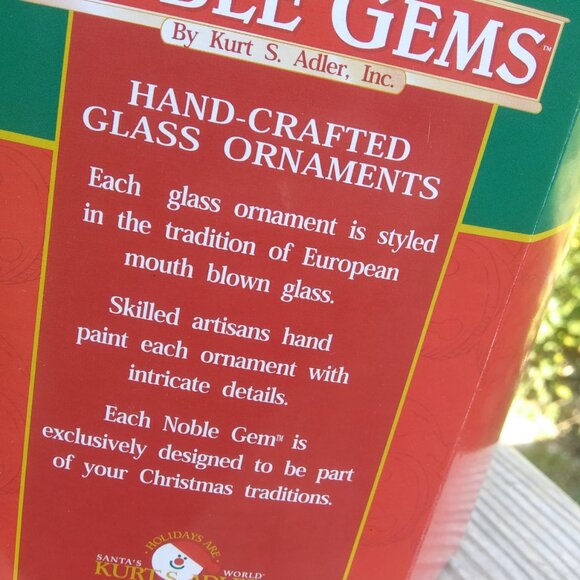 GEMS™
By Kurt S. Adler, Inc.
HAND-CRAFTED
GLASS ORNAMENTS
Each glass ornament is styled
in the tradition of European
mouth blown glass.
Skilled artisans hand
paint each ornament with
intricate details.
Each Noble Gem™ is
exclusively designed to be part
of your Christmas traditions.
HOLIDAYS ARE
SANTA'S WORLD
KURT S.